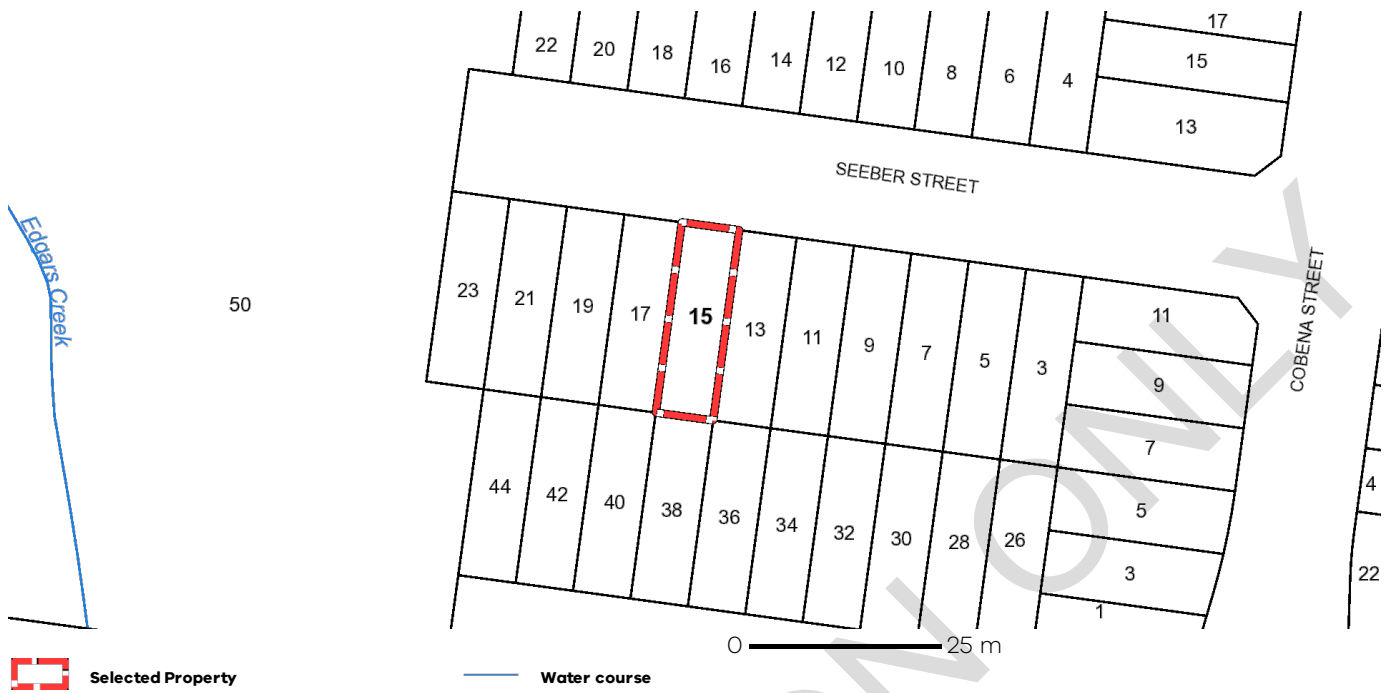 17
22 20 18 16 14 12 10 8 6 4 15
13
SEEBER STREET
Edgars Creek
50
COBENA STREET
23 21 19 17 15 13 11 9 7 5 3
11
9
7
5
3
1
4
22
44 42 40 38 36 34 32 30 28 26
ON ONLY
0 25 m
Selected Property Water course